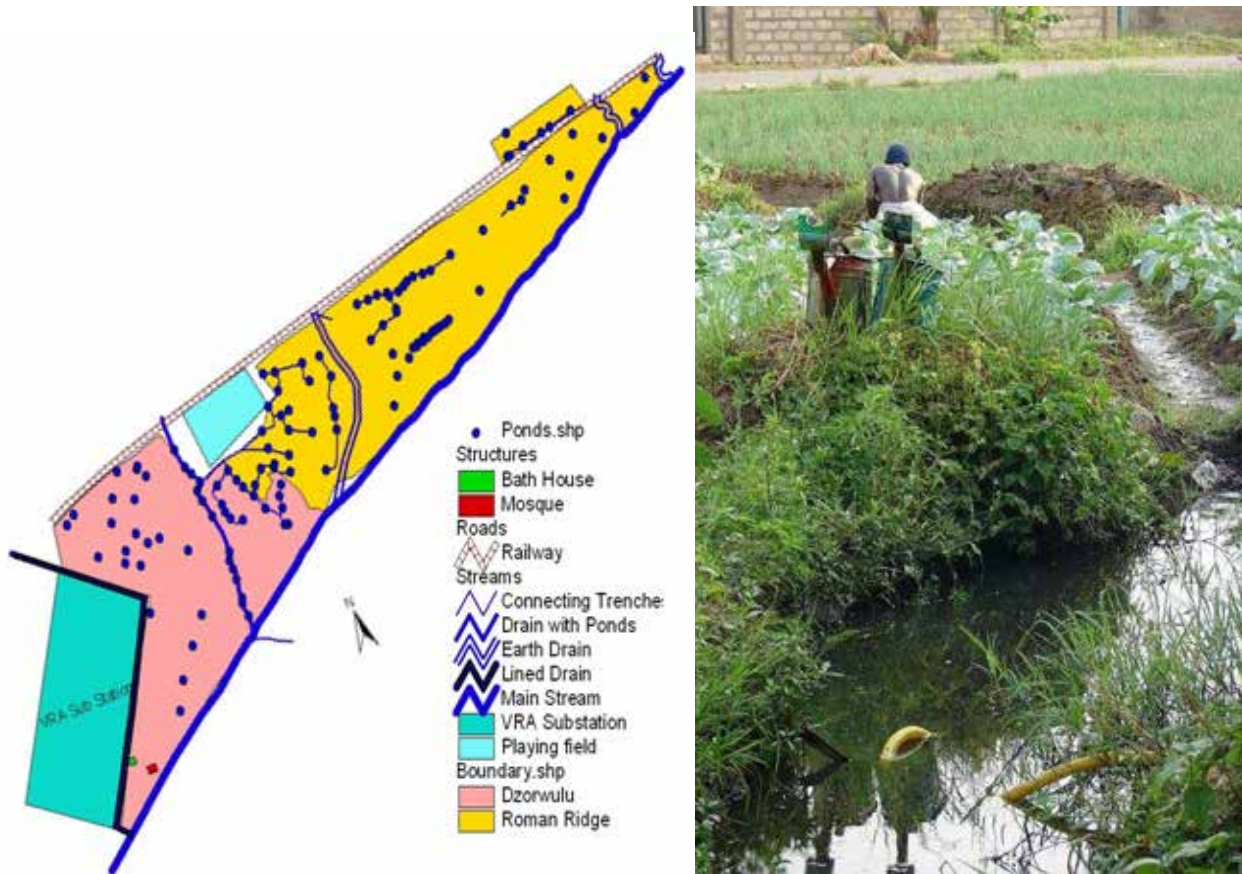 N
VRA Sub Station
Ponds.shp
Structures
Bath House
Mosque
Roads
Railway
Streams
Connecting Trenche
Drain with Ponds
Earth Drain
Lined Drain
Main Stream
VRA Substation
Playing field
Boundary.shp
Dzorwulu
Roman Ridge